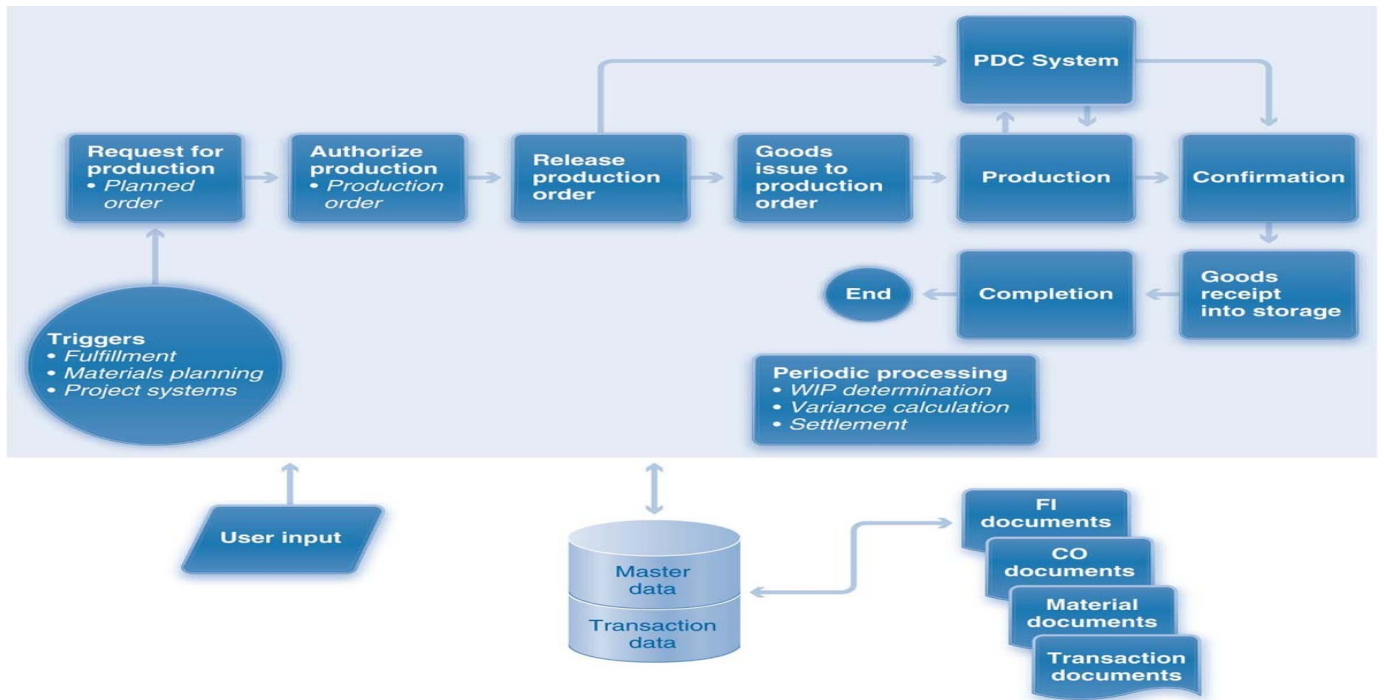 PDC System
Request for
production
• Planned
order
Authorize
production
• Production
order
Release
production
order
Goods
issue to
production
order
Production
Confirmation
Triggers
• Fulfillment
• Materials planning
• Project systems
End
Completion
Goods
receipt
into storage
Periodic processing
• WIP determination
• Variance calculation
• Settlement
User input
Master
data
Transaction
data
FI
documents
CO
documents
Material
documents
Transaction
documents